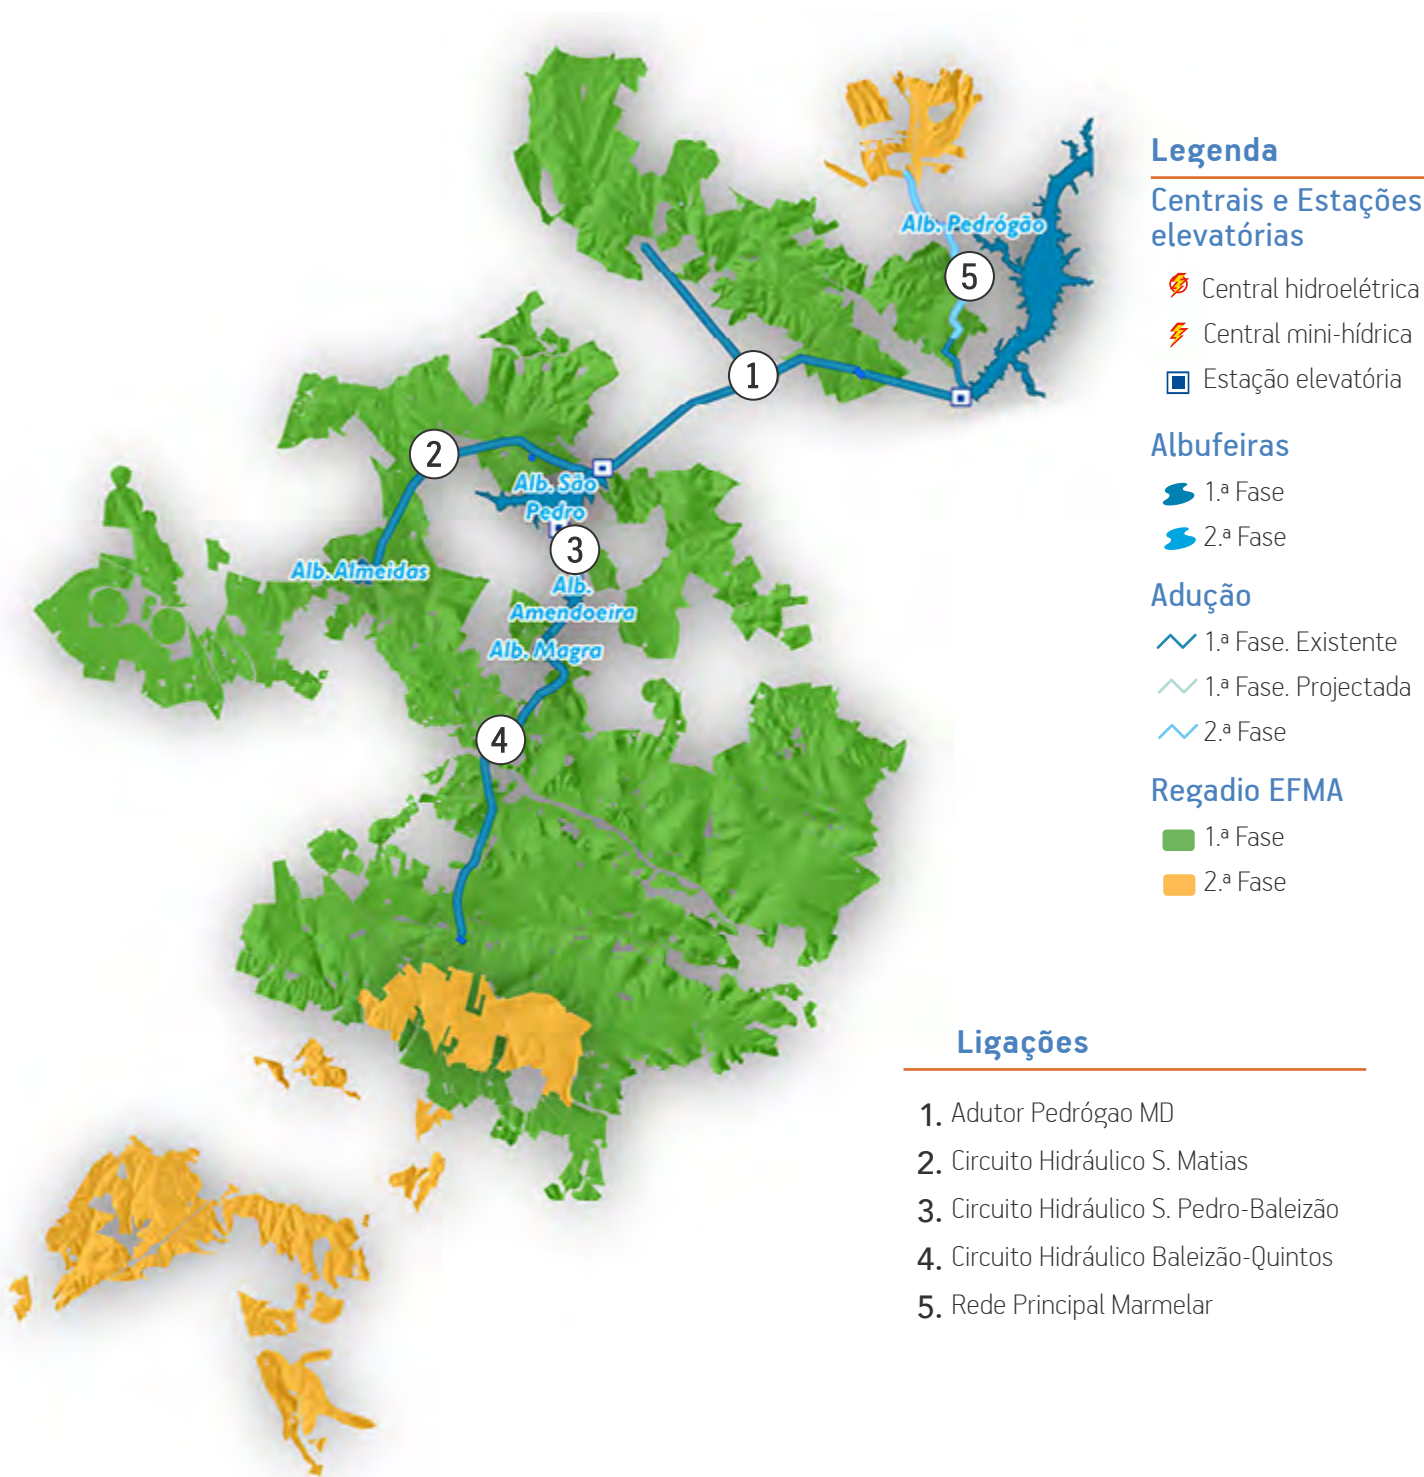 Alb. Pedrógão
5
1
2
Alb. São
Pedro
3
Alb. Almeidas
Alb.
Amendoeira
Alb. Magra
4
Legenda
Centrais e Estações
elevatórias
Central hidroelétrica
Central mini-hídrica
Estação elevatória
Albufeiras
1.ª Fase
2.ª Fase
Adução
1.ª Fase. Existente
1.ª Fase. Projectada
2.ª Fase
Regadio EFMA
1.ª Fase
2.ª Fase
Ligações
1. Adutor Pedrógao MD
2. Circuito Hidráulico S. Matias
3. Circuito Hidráulico S. Pedro-Baleizão
4. Circuito Hidráulico Baleizão-Quintos
5. Rede Principal Marmelar